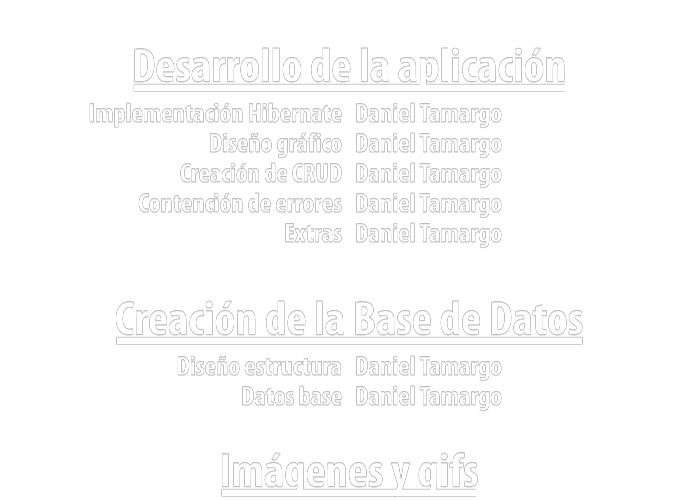 Desarrollo de la aplicación
Implementación Hibernate Daniel Tamargo
Diseño gráfico Daniel Tamargo
Creación de CRUD Daniel Tamargo
Contención de errores Daniel Tamargo
Extras Daniel Tamargo
Creación de la Base de Datos
Diseño estructura Daniel Tamargo
Datos base Daniel Tamargo
Imágenes y gifs